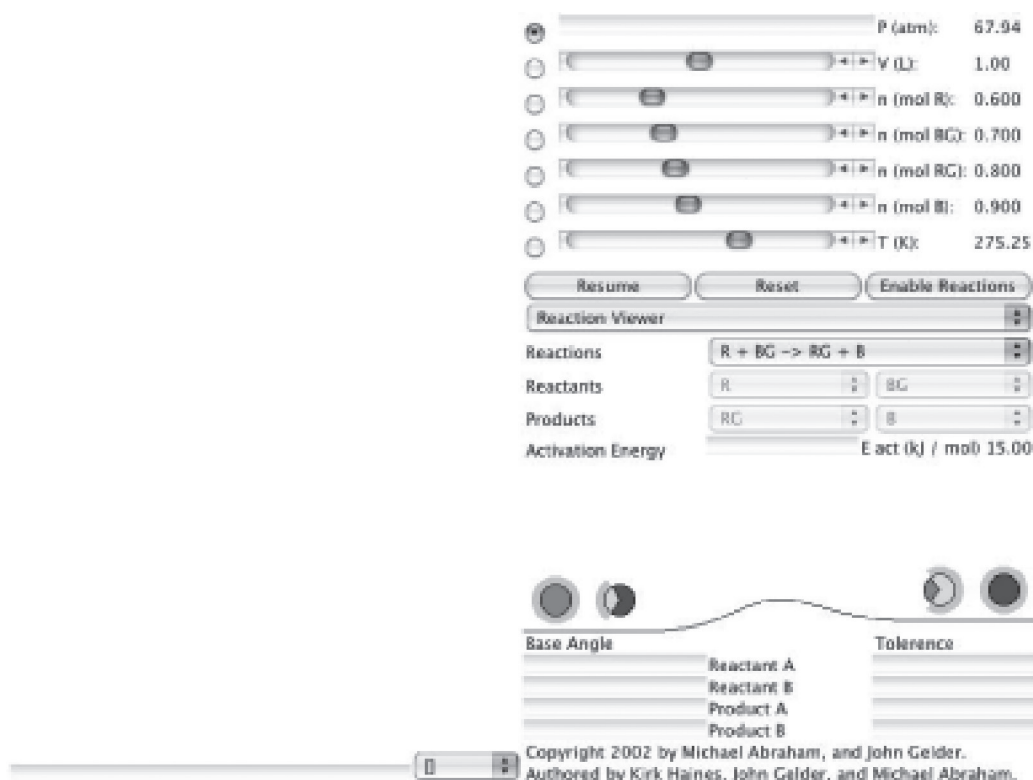 P (atm): 67.94
V (L): 1.00
n (mol R): 0.600
n (mol BG): 0.700
n (mol RG): 0.800
n (mol B): 0.900
T (K): 275.25
Resume Reset Enable Reactions
Reaction Viewer
Reactions R + BG -> RG + B
Reactants R BG
Products RG B
Activation Energy E act (kJ / mol) 15.00
Base Angle Tolerence
Reactant A
Reactant B
Product A
Product B
Copyright 2002 by Michael Abraham, and John Gelder.
Authored by Kirk Haines, John Gelder, and Michael Abraham.